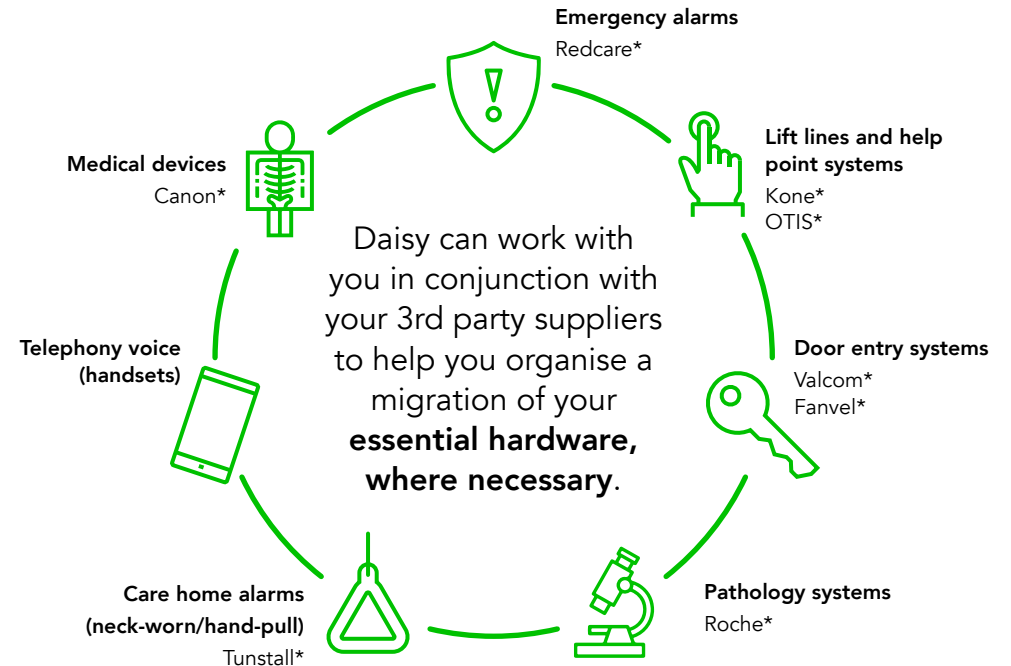 Emergency alarms
Redcare*
Lift lines and help
point systems
Kone*
OTIS*
Medical devices
Canon*
Daisy can work with
you in conjunction with
your 3rd party suppliers
to help you organise a
migration of your
essential hardware,
where necessary.
Telephony voice
(handsets)
Door entry systems
Valcom*
Fanvel*
Care home alarms
(neck-worn/hand-pull)
Tunstall*
Pathology systems
Roche*